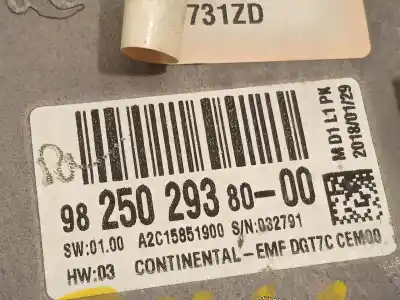 731ZD
M D1 L1 PK
2018/01/29
98 250 293 80-00
SW:01.00 A2C15851900 S/N:032791
HW:03 CONTINENTAL-EMF DGT7C CEM00